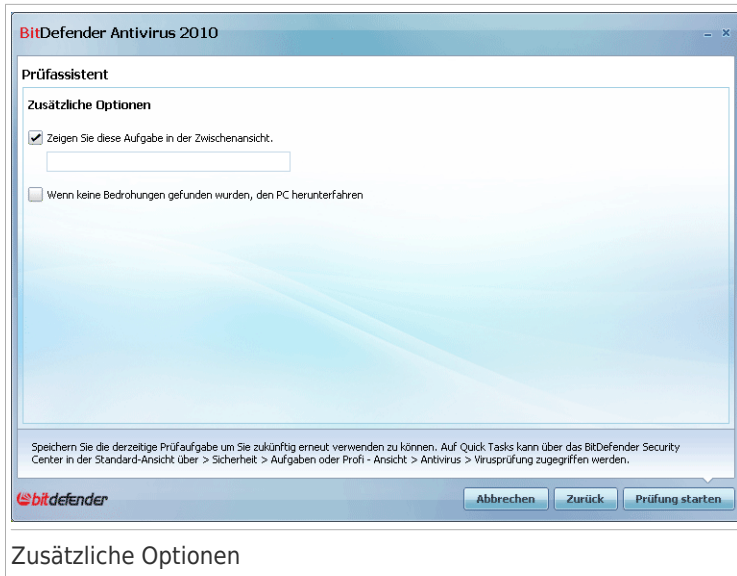 BitDefender Antivirus 2010
Prüfassistent
Zusätzliche Optionen
Zeigen Sie diese Aufgabe in der Zwischenansicht.
Wenn keine Bedrohungen gefunden wurden, den PC herunterfahren
Speichern Sie die derzeitige Prüfaufgabe um Sie zukünftig erneut verwenden zu können. Auf Quick Tasks kann über das BitDefender Security
Center in der Standard-Ansicht über > Sicherheit > Aufgaben oder Profi - Ansicht > Antivirus > Virusprüfung zugegriffen werden.
bitdefender Abbrechen Zurück Prüfung starten
Zusätzliche Optionen